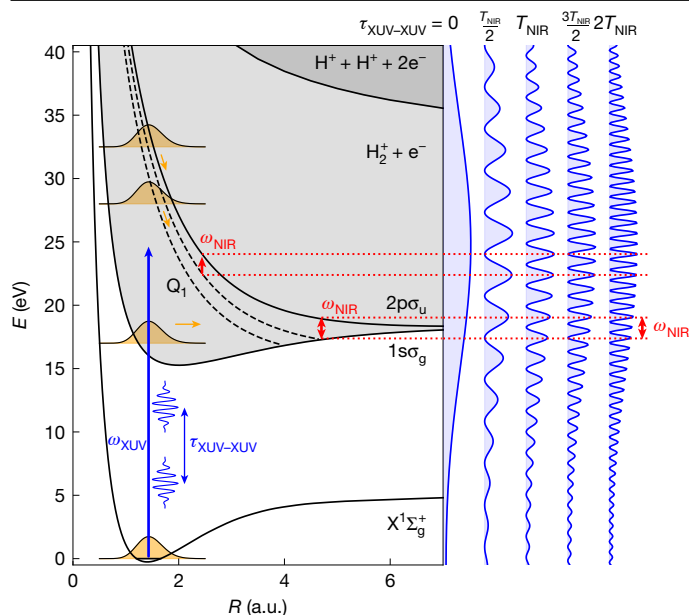 τXUV–XUV = 0 TNIR/2 TNIR 3TNIR/2 2TNIR
40
35
30
25
20
15
10
5
0
E (eV)
H⁺ + H⁺ + 2e⁻
H₂⁺ + e⁻
ωNIR
Q₁
2pσᵤ
ωNIR
ωNIR
1sσg
ωXUV
τXUV–XUV
X¹Σg⁺
0 2 4 6
R (a.u.)